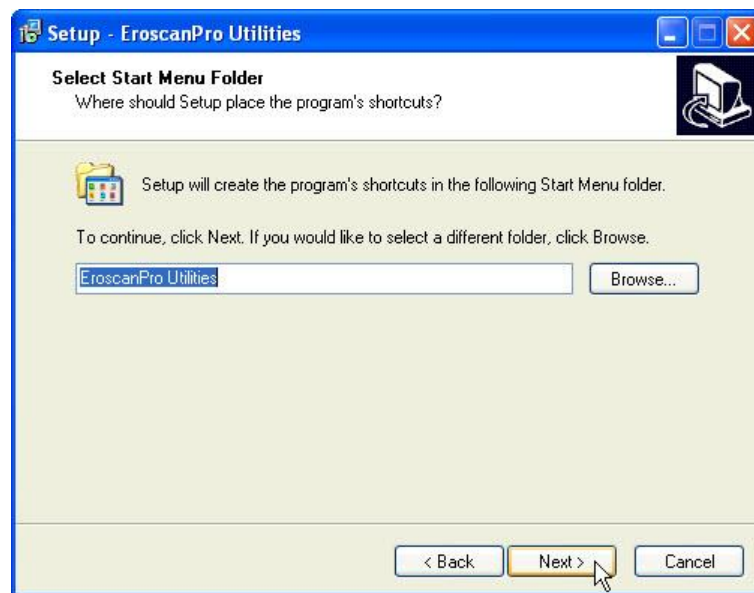 Setup - EroscanPro Utilities
Select Start Menu Folder
Where should Setup place the program's shortcuts?
Setup will create the program's shortcuts in the following Start Menu folder.
To continue, click Next. If you would like to select a different folder, click Browse.
EroscanPro Utilities
Browse...
< Back
Next >
Cancel